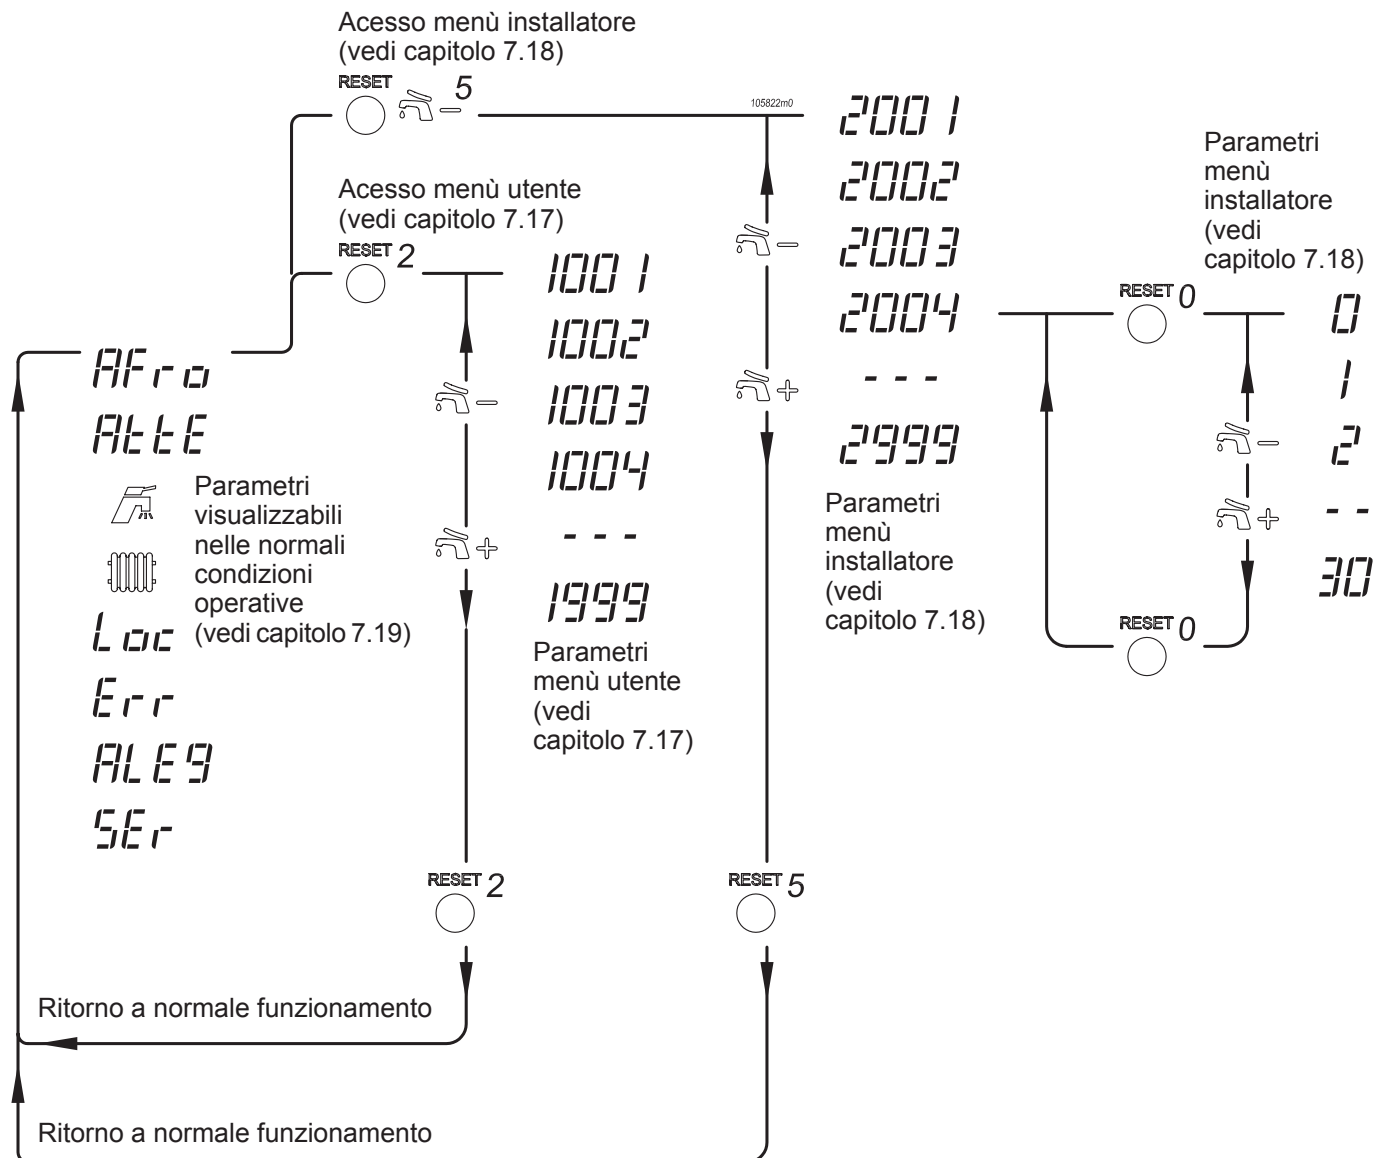 Acesso menù installatore
(vedi capitolo 7.18)
RESET 5
105822m0
Acesso menù utente
(vedi capitolo 7.17)
RESET 2
2001
2002
2003
2004
- - -
2999
Parametri
menù
installatore
(vedi
capitolo 7.18)
Parametri
menù
installatore
(vedi
capitolo 7.18)
RESET 0
0
1
2
- -
30
RESET 0
1001
1002
1003
1004
- - -
1999
Parametri
menù utente
(vedi
capitolo 7.17)
AFro
AttE
Parametri
visualizzabili
nelle normali
condizioni
operative
(vedi capitolo 7.19)
Loc
Err
ALE9
SEr
RESET 2
RESET 5
Ritorno a normale funzionamento
Ritorno a normale funzionamento